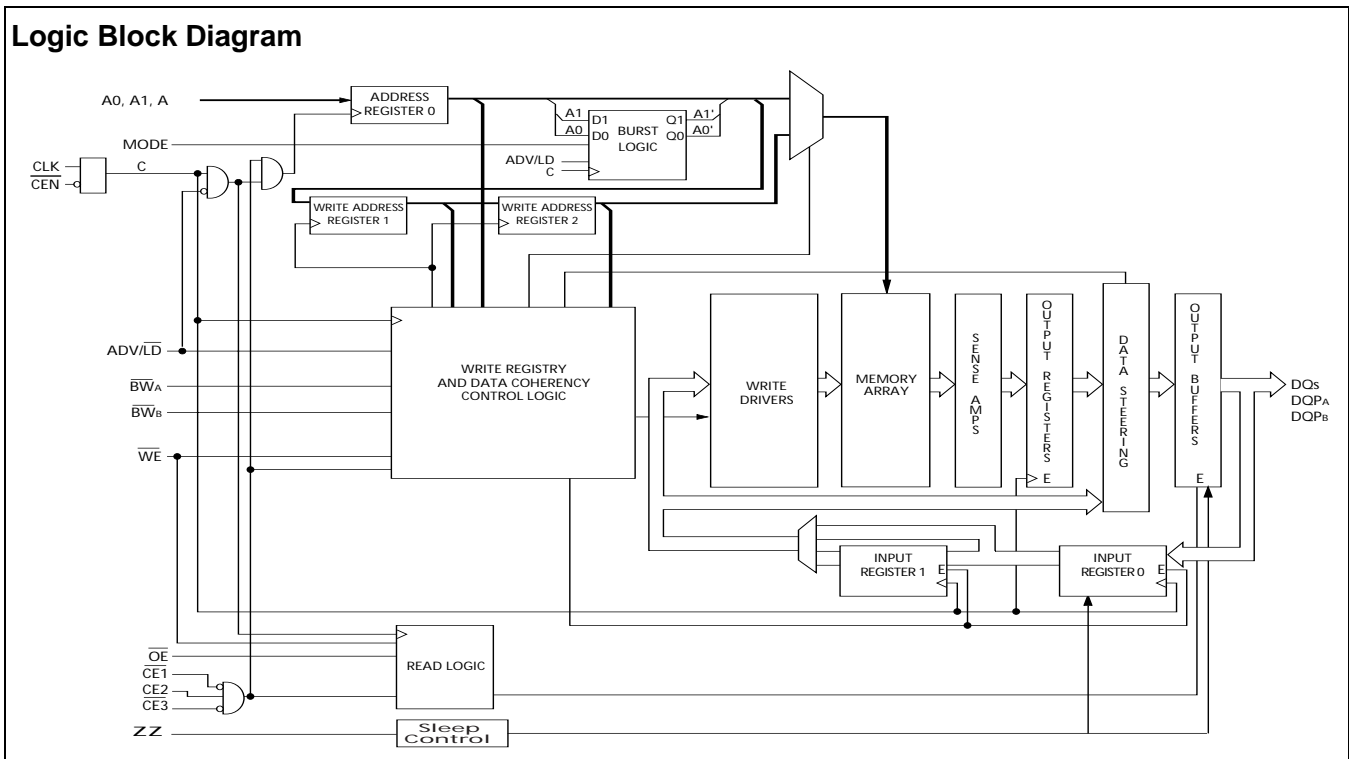 Logic Block Diagram
A0, A1, A
ADDRESS
REGISTER 0
MODE
A1
A0
D1
D0
BURST
LOGIC
Q1
Q0
A1'
A0'
ADV/LD
C
CLK
CEN
C
WRITE ADDRESS
REGISTER 1
WRITE ADDRESS
REGISTER 2
ADV/LD
BWA
BWB
WE
WRITE REGISTRY
AND DATA COHERENCY
CONTROL LOGIC
WRITE
DRIVERS
MEMORY
ARRAY
SENSE AMPS
OUTPUT REGISTERS
E
DATA STEERING
OUTPUT BUFFERS
E
DQs
DQPA
DQPB
INPUT
REGISTER 1
E
INPUT
REGISTER 0
E
OE
CE1
CE2
CE3
READ LOGIC
ZZ
Sleep
Control